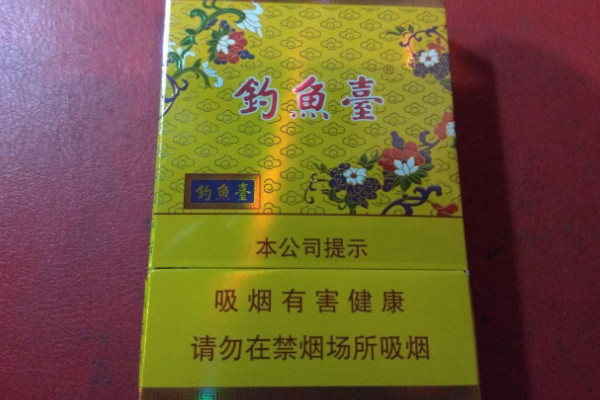 釣魚臺®
釣魚臺
本公司提示
吸烟有害健康
请勿在禁烟场所吸烟